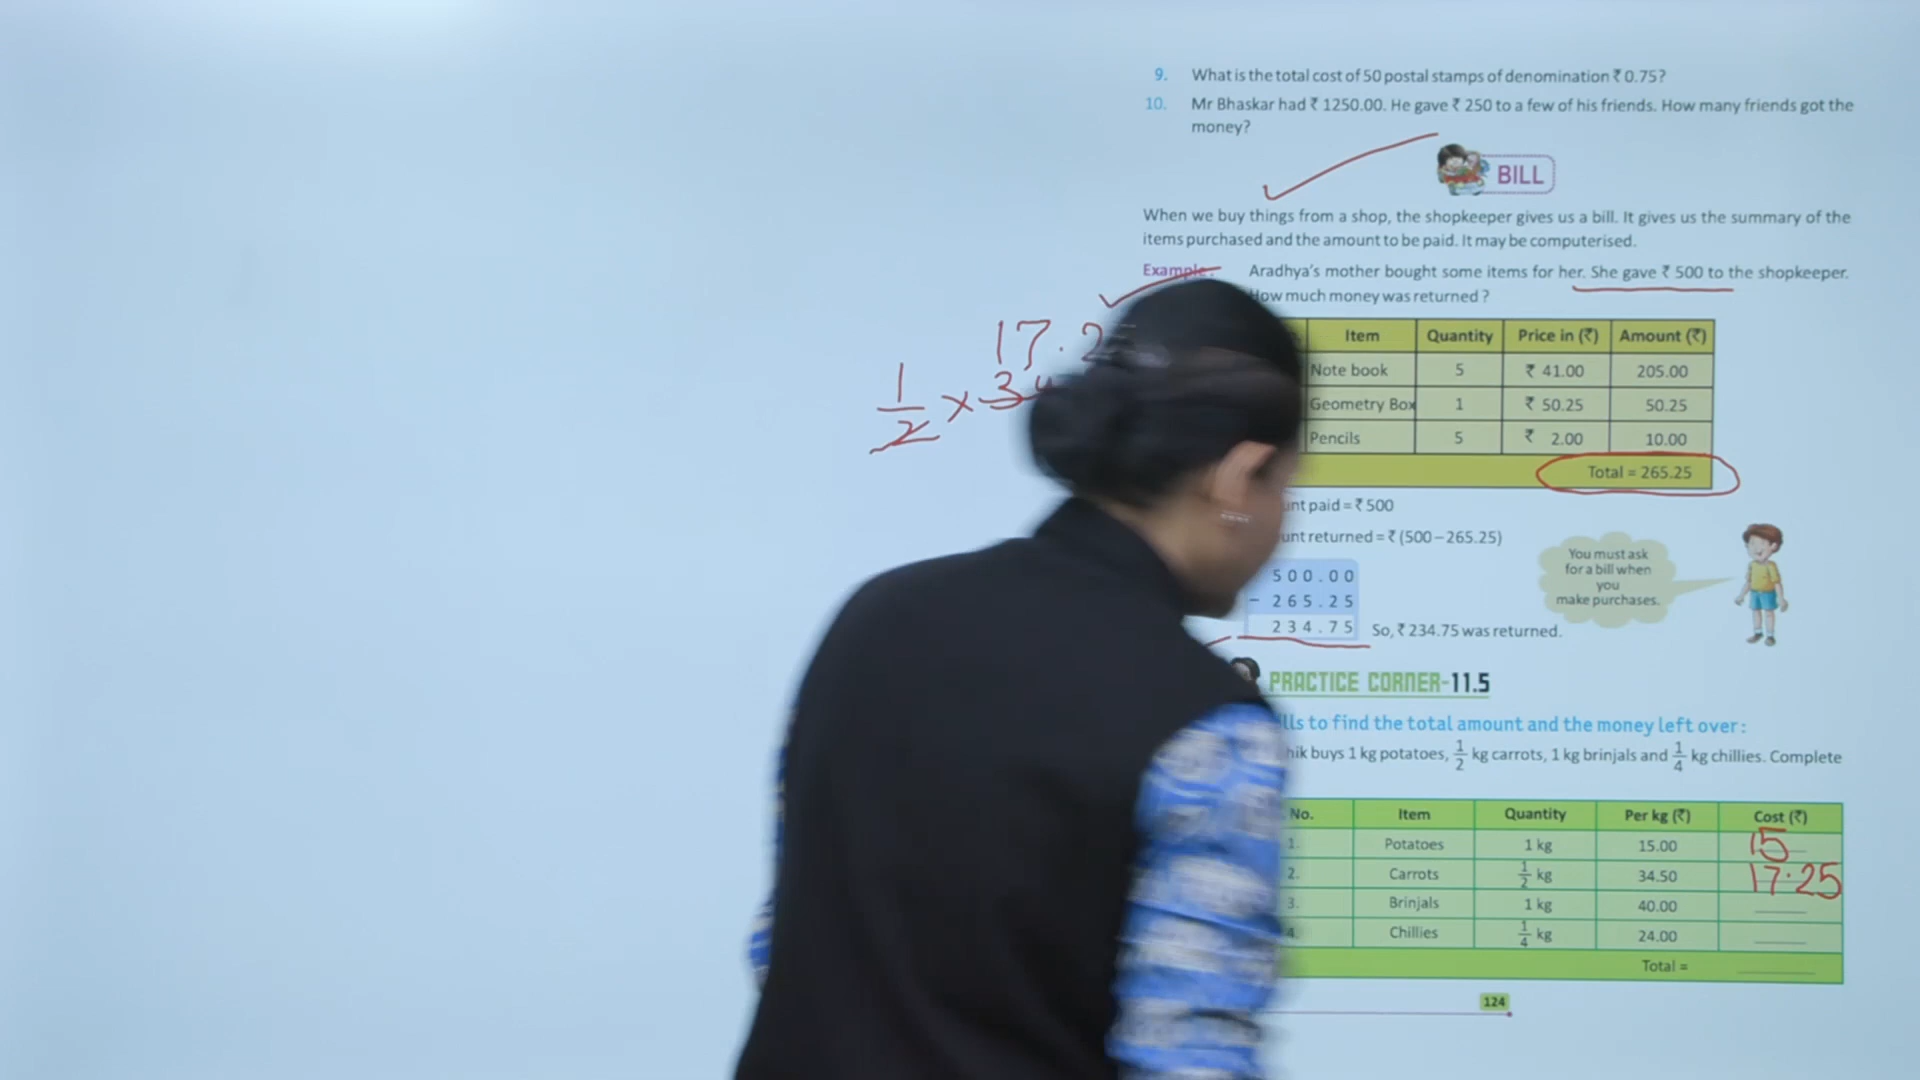 9. What is the total cost of 50 postal stamps of denomination ₹ 0.75?
10. Mr Bhaskar had ₹ 1250.00. He gave ₹ 250 to a few of his friends. How many friends got the
money?
BILL
When we buy things from a shop, the shopkeeper gives us a bill. It gives us the summary of the
items purchased and the amount to be paid. It may be computerised.
Example: Aradhya's mother bought some items for her. She gave ₹ 500 to the shopkeeper.
How much money was returned ?
17.2
1/2 × 34
Item Quantity Price in (₹) Amount (₹)
Note book 5 ₹ 41.00 205.00
Geometry Box 1 ₹ 50.25 50.25
Pencils 5 ₹ 2.00 10.00
Total = 265.25
paid = ₹ 500
returned = ₹ (500 – 265.25)
500.00
- 265.25
234.75 So, ₹ 234.75 was returned.
You must ask
for a bill when
you
make purchases.
PRACTICE CORNER-11.5
to find the total amount and the money left over :
buys 1 kg potatoes, 1/2 kg carrots, 1 kg brinjals and 1/4 kg chillies. Complete
No. Item Quantity Per kg (₹) Cost (₹)
1. Potatoes 1 kg 15.00 15
2. Carrots 1/2 kg 34.50 17.25
3. Brinjals 1 kg 40.00
4. Chillies 1/4 kg 24.00
Total =
124